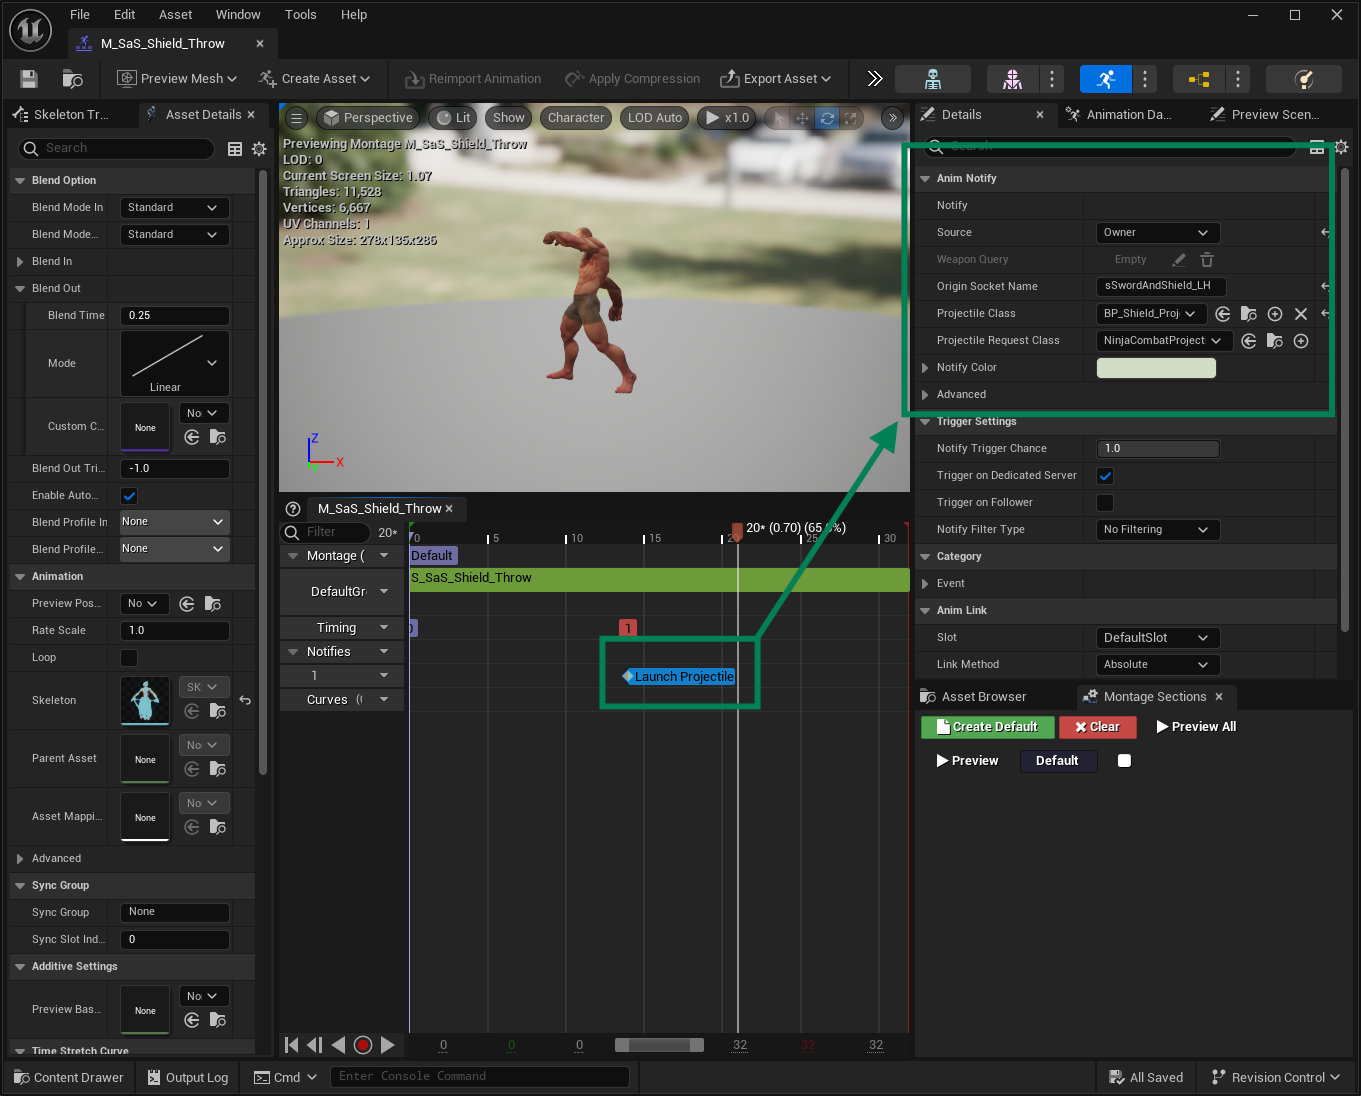 File Edit Asset Window Tools Help
M_SaS_Shield_Throw
Preview Mesh Create Asset Reimport Animation Apply Compression Export Asset
Skeleton Tr... Asset Details
Search
Blend Option
Blend Mode In Standard
Blend Mode... Standard
Blend In
Blend Out
Blend Time 0.25
Mode
Linear
Custom C... None
Blend Out Tri... -1.0
Enable Auto...
Blend Profile In None
Blend Profile... None
Animation
Preview Pos... No
Rate Scale 1.0
Loop
Skeleton SK
Parent Asset None
Asset Mappi... None
Advanced
Sync Group
Sync Group None
Sync Slot Ind... 0
Additive Settings
Preview Bas... None
Time Stretch Curve
Perspective Lit Show Character LOD Auto x1.0
Previewing Montage M_SaS_Shield_Throw
LOD: 0
Current Screen Size: 1.07
Triangles: 11,528
Vertices: 6,667
UV Channels: 1
Approx Size: 278x135x286
Z
X
M_SaS_Shield_Throw
Filter 20*
20* (0.70) (65.
0 5 10 15 25 30
Montage ( Default
DefaultGr S_SaS_Shield_Throw
Timing 1
Notifies
1 Launch Projectile
Curves
0 0 0 32 32 32
Details Animation Da... Preview Scen...
Search
Anim Notify
Notify
Source Owner
Weapon Query Empty
Origin Socket Name sSwordAndShield_LH
Projectile Class BP_Shield_Proj
Projectile Request Class NinjaCombatProject
Notify Color
Advanced
Trigger Settings
Notify Trigger Chance 1.0
Trigger on Dedicated Server
Trigger on Follower
Notify Filter Type No Filtering
Category
Event
Anim Link
Slot DefaultSlot
Link Method Absolute
Asset Browser Montage Sections
Create Default Clear Preview All
Preview Default
Content Drawer Output Log Cmd Enter Console Command All Saved Revision Control